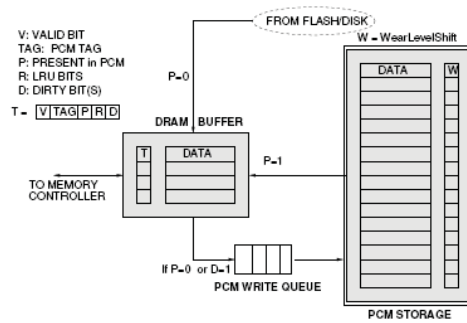 V: VALID BIT
TAG: PCM TAG
P: PRESENT in PCM
R: LRU BITS
D: DIRTY BIT(S)
T = V TAG P R D
FROM FLASH/DISK
W = WearLevelShift
P=0
DATA W
DRAM BUFFER
T DATA
P=1
TO MEMORY
CONTROLLER
If P=0 or D=1
PCM WRITE QUEUE
PCM STORAGE